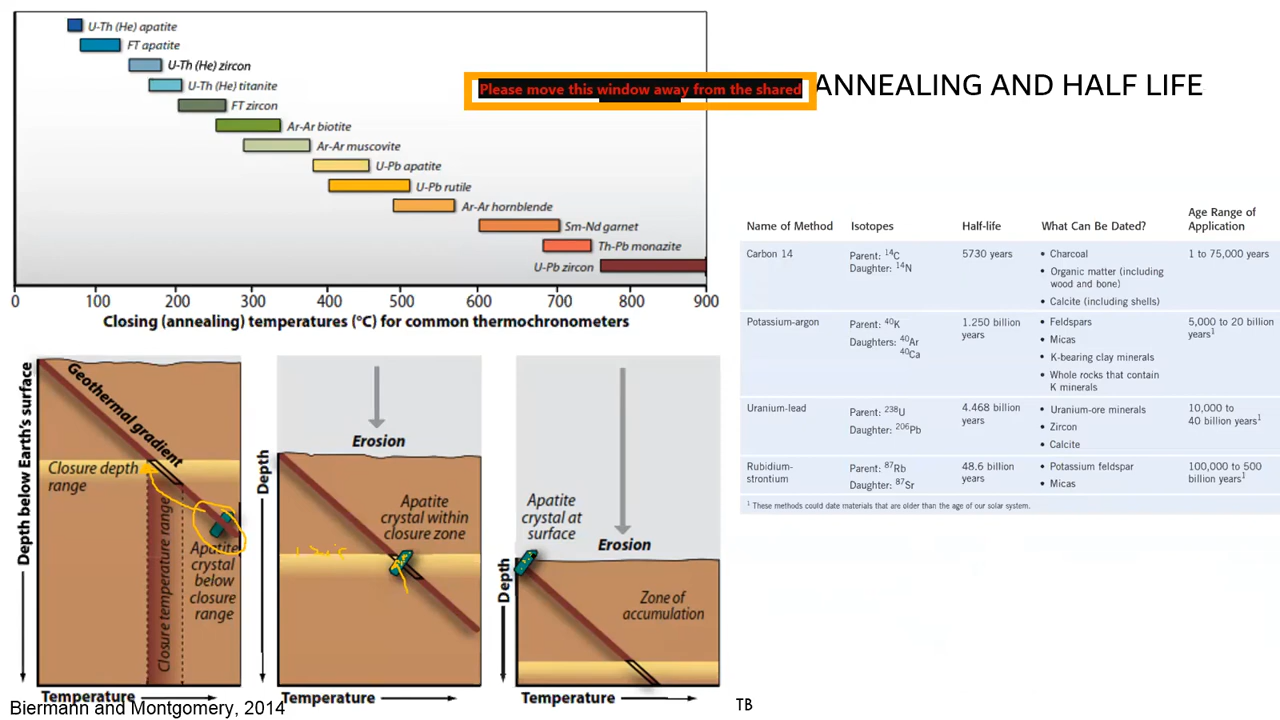 U-Th (He) apatite
FT apatite
U-Th (He) zircon
U-Th (He) titanite
FT zircon
Ar-Ar biotite
Ar-Ar muscovite
U-Pb apatite
U-Pb rutile
Ar-Ar hornblende
Sm-Nd garnet
Th-Pb monazite
U-Pb zircon
0 100 200 300 400 500 600 700 800 900
Closing (annealing) temperatures (°C) for common thermochronometers
Please move this window away from the shared
ANNEALING AND HALF LIFE
Name of Method Isotopes Half-life What Can Be Dated? Age Range of Application
Carbon 14 Parent: ¹⁴C 5730 years • Charcoal 1 to 75,000 years
Daughter: ¹⁴N • Organic matter (including
wood and bone)
• Calcite (including shells)
Potassium-argon Parent: ⁴⁰K 1.250 billion • Feldspars 5,000 to 20 billion
Daughters: ⁴⁰Ar years • Micas years¹
⁴⁰Ca • K-bearing clay minerals
• Whole rocks that contain
K minerals
Uranium-lead Parent: ²³⁸U 4.468 billion • Uranium-ore minerals 10,000 to
Daughter: ²⁰⁶Pb years • Zircon 40 billion years¹
• Calcite
Rubidium- Parent: ⁸⁷Rb 48.6 billion • Potassium feldspar 100,000 to 500
strontium Daughter: ⁸⁷Sr years • Micas billion years¹
¹ These methods could date materials that are older than the age of our solar system.
Depth below Earth's surface
Geothermal gradient
Closure depth
range
Closure temperature range
Apatite
crystal
below
closure
range
Temperature
Depth
Erosion
Apatite
crystal within
closure zone
Temperature
Depth
Apatite
crystal at
surface
Erosion
Zone of
accumulation
Temperature
Biermann and Montgomery, 2014
TB